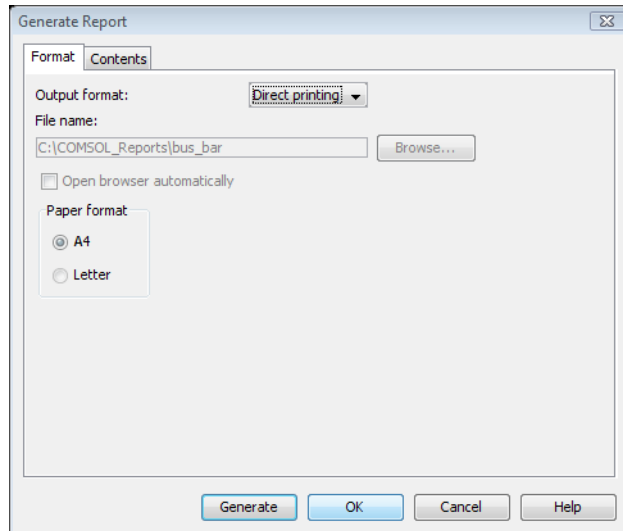 Generate Report
Format Contents
Output format: Direct printing
File name:
C:\COMSOL_Reports\bus_bar Browse...
Open browser automatically
Paper format
A4
Letter
Generate OK Cancel Help